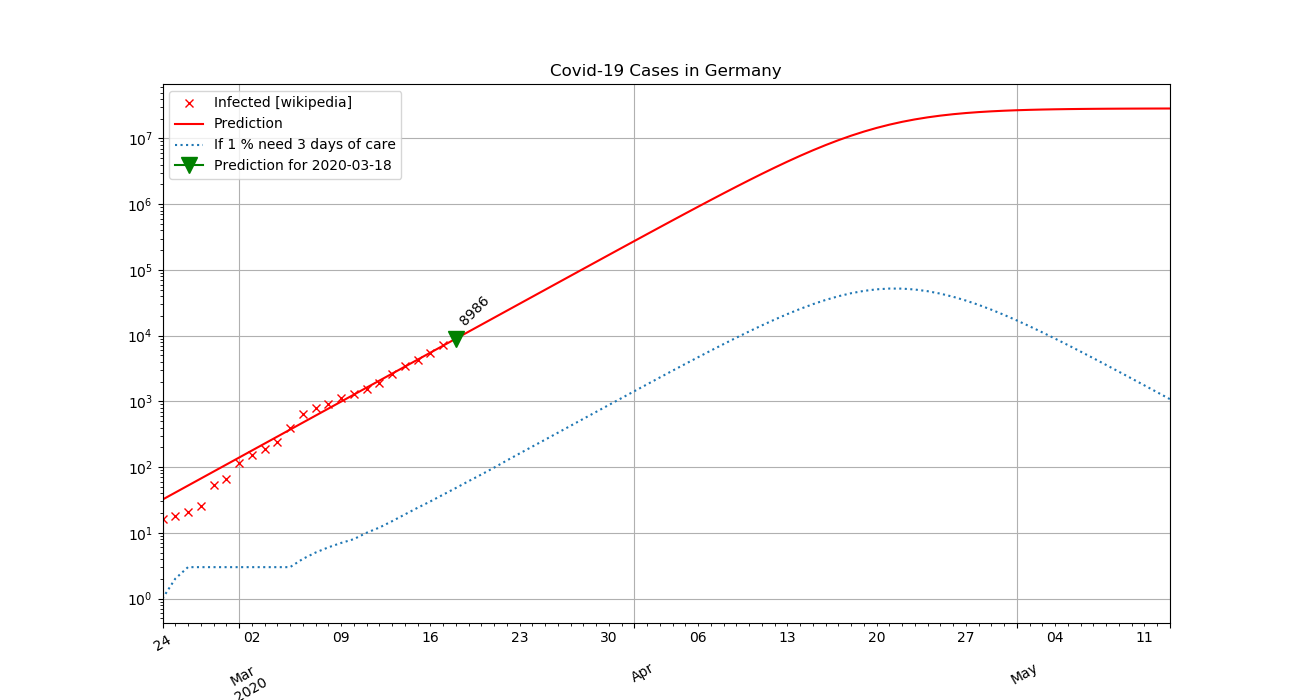 Covid-19 Cases in Germany
Infected [wikipedia]
Prediction
If 1 % need 3 days of care
Prediction for 2020-03-18
8986
10⁷
10⁶
10⁵
10⁴
10³
10²
10¹
10⁰
24 02 09 16 23 30 06 13 20 27 04 11
Mar Apr May
2020